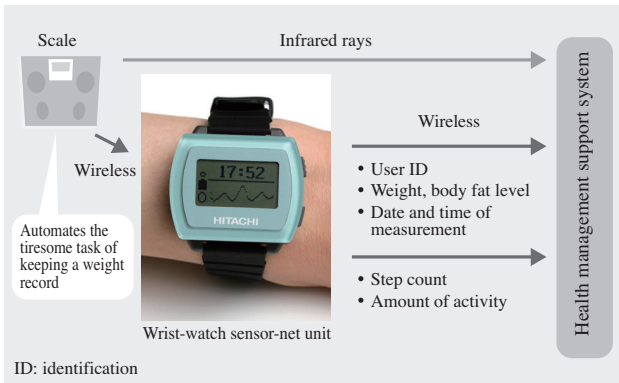 Scale
Infrared rays
Wireless
Wireless
17:52
HITACHI
• User ID
• Weight, body fat level
• Date and time of
measurement
• Step count
• Amount of activity
Automates the
tiresome task of
keeping a weight
record
Wrist-watch sensor-net unit
Health management support system
ID: identification